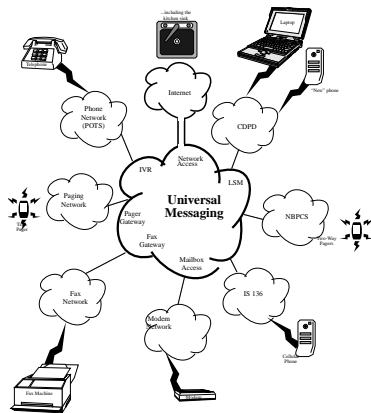 ...including the
kitchen sink
Laptop
Telephone
"New" phone
Internet
Phone
Network
(POTS)
CDPD
Network
Access
IVR
LSM
Paging
Network
Universal
Messaging
NBPCS
Pager
Gateway
Pager
Two-Way
Pagers
Fax
Gateway
Mailbox
Access
Fax
Network
IS 136
Modem
Network
Cellular
Phone
Fax Machine
Modem